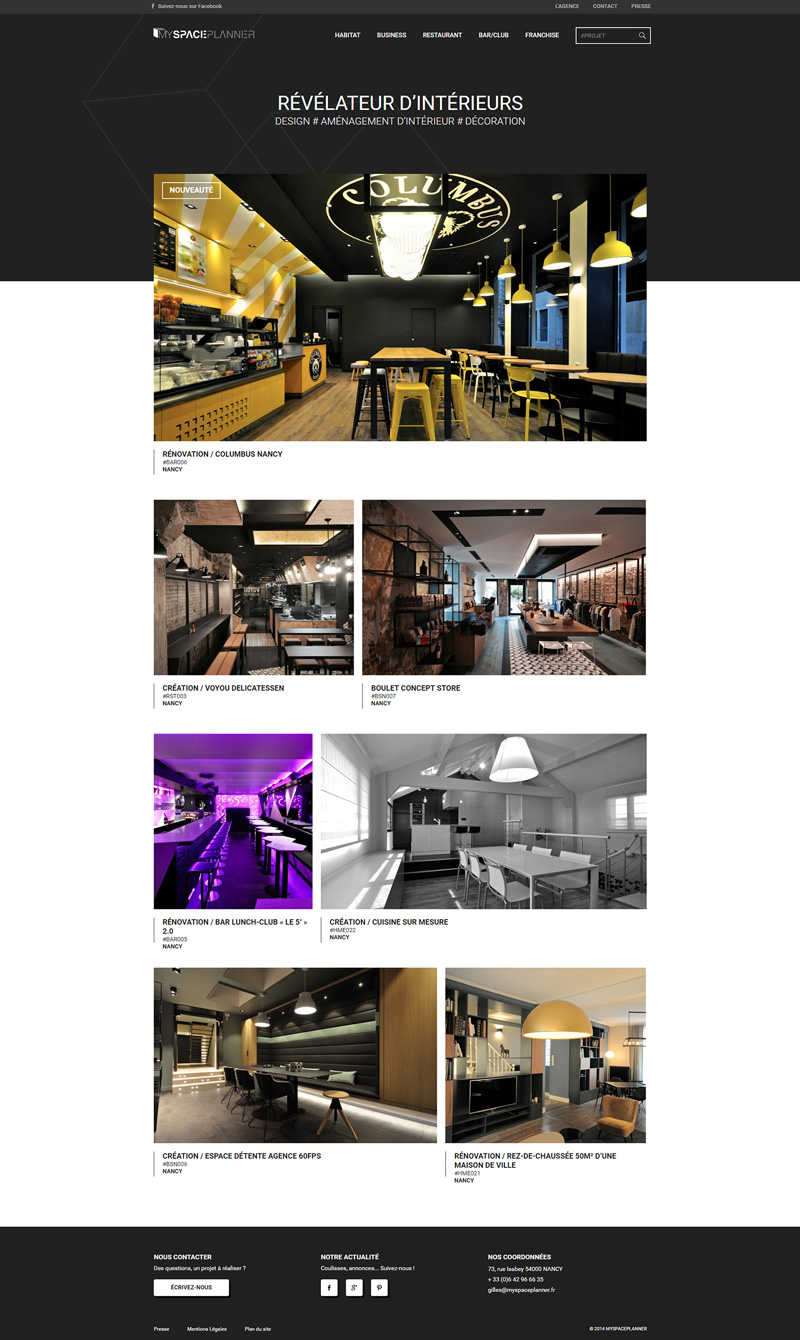 Suivez-nous sur Facebook
L'AGENCE CONTACT PRESSE
MYSPACEPLANNER
HABITAT BUSINESS RESTAURANT BAR/CLUB FRANCHISE #PROJET
RÉVÉLATEUR D'INTÉRIEURS
DESIGN # AMÉNAGEMENT D'INTÉRIEUR # DÉCORATION
NOUVEAUTÉ
COLUMBUS
RÉNOVATION / COLUMBUS NANCY
#BAR006
NANCY
CRÉATION / VOYOU DELICATESSEN
#RST003
NANCY
BOULET CONCEPT STORE
#BSN007
NANCY
RÉNOVATION / BAR LUNCH-CLUB « LE 5' »
2.0
#BAR005
NANCY
CRÉATION / CUISINE SUR MESURE
#HME022
NANCY
CRÉATION / ESPACE DÉTENTE AGENCE 60FPS
#BSN006
NANCY
RÉNOVATION / REZ-DE-CHAUSSÉE 50M² D'UNE
MAISON DE VILLE
#HME021
NANCY
NOUS CONTACTER
Des questions, un projet à réaliser ?
ÉCRIVEZ-NOUS
NOTRE ACTUALITÉ
Coulisses, annonces... Suivez-nous !
NOS COORDONNÉES
73, rue Isabey 54000 NANCY
+ 33 (0)6 42 96 66 35
gilles@myspaceplanner.fr
Presse Mentions Légales Plan du site
© 2014 MYSPACEPLANNER